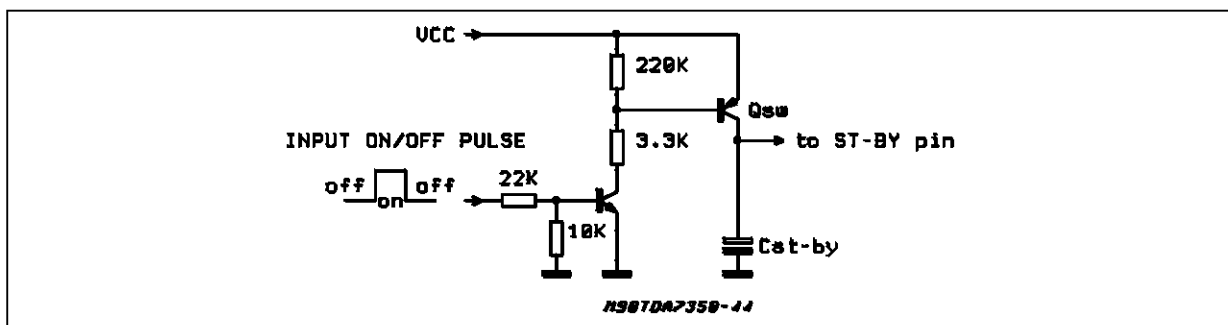 VCC
220K
Qsw
INPUT ON/OFF PULSE
3.3K
to ST-BY pin
off on off
22K
10K
Cst-by
M90TDA7350-44